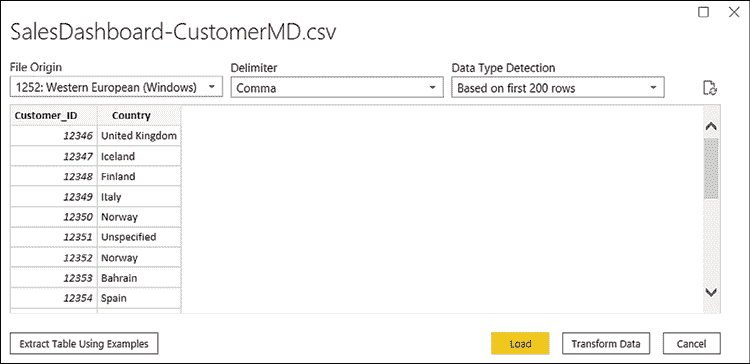 SalesDashboard-CustomerMD.csv
File Origin Delimiter Data Type Detection
1252: Western European (Windows) Comma Based on first 200 rows
Customer_ID Country
12346 United Kingdom
12347 Iceland
12348 Finland
12349 Italy
12350 Norway
12351 Unspecified
12352 Norway
12353 Bahrain
12354 Spain
Extract Table Using Examples Load Transform Data Cancel